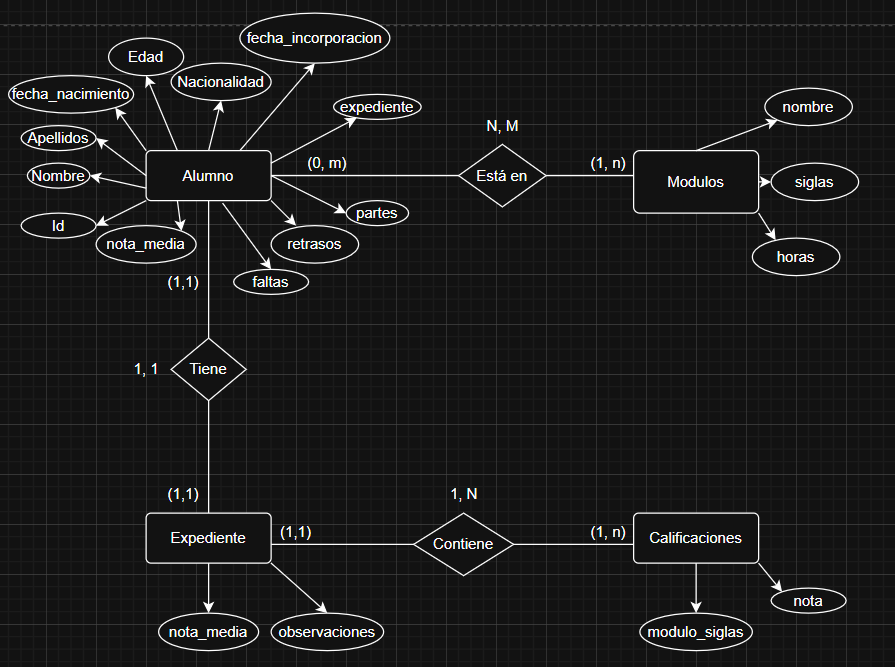 fecha_incorporacion
Edad
Nacionalidad
fecha_nacimiento
expediente
nombre
Apellidos
N, M
(0, m)
(1, n)
Nombre
Alumno
Está en
Modulos
siglas
Id
partes
nota_media
retrasos
horas
(1,1)
faltas
1, 1
Tiene
(1,1)
1, N
Expediente
(1,1)
Contiene
(1, n)
Calificaciones
nota
nota_media
observaciones
modulo_siglas